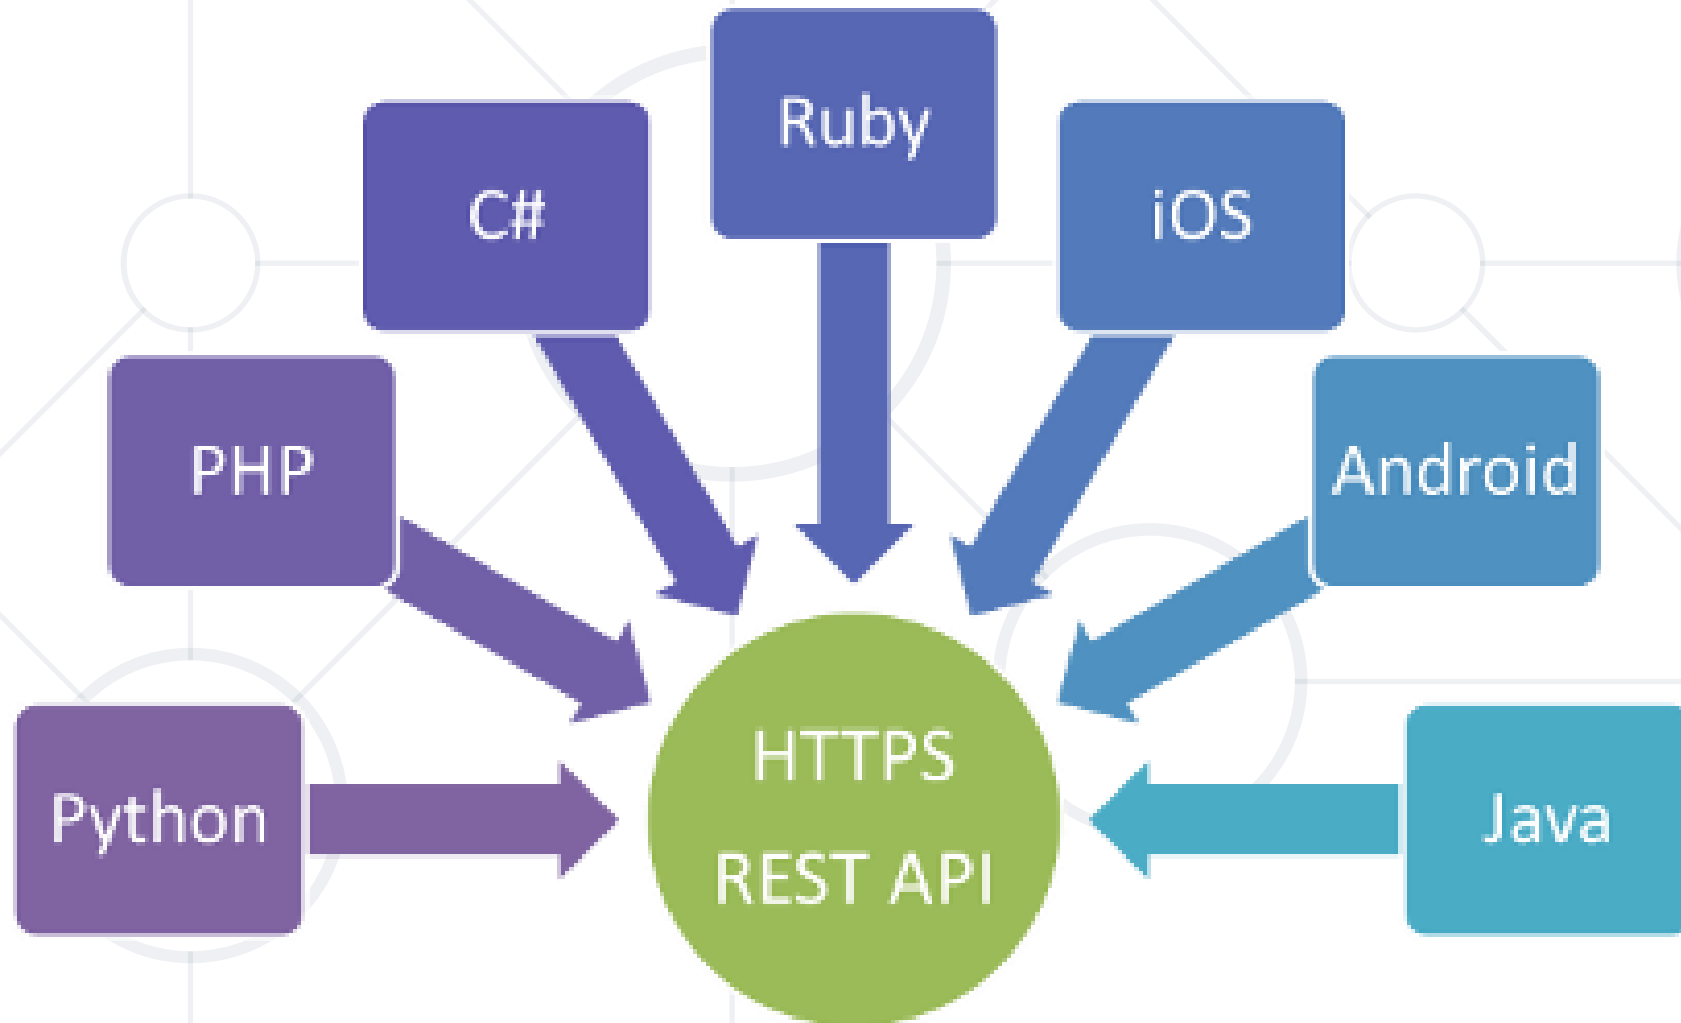 Ruby
C#
iOS
PHP
Android
Python
HTTPS
REST API
Java